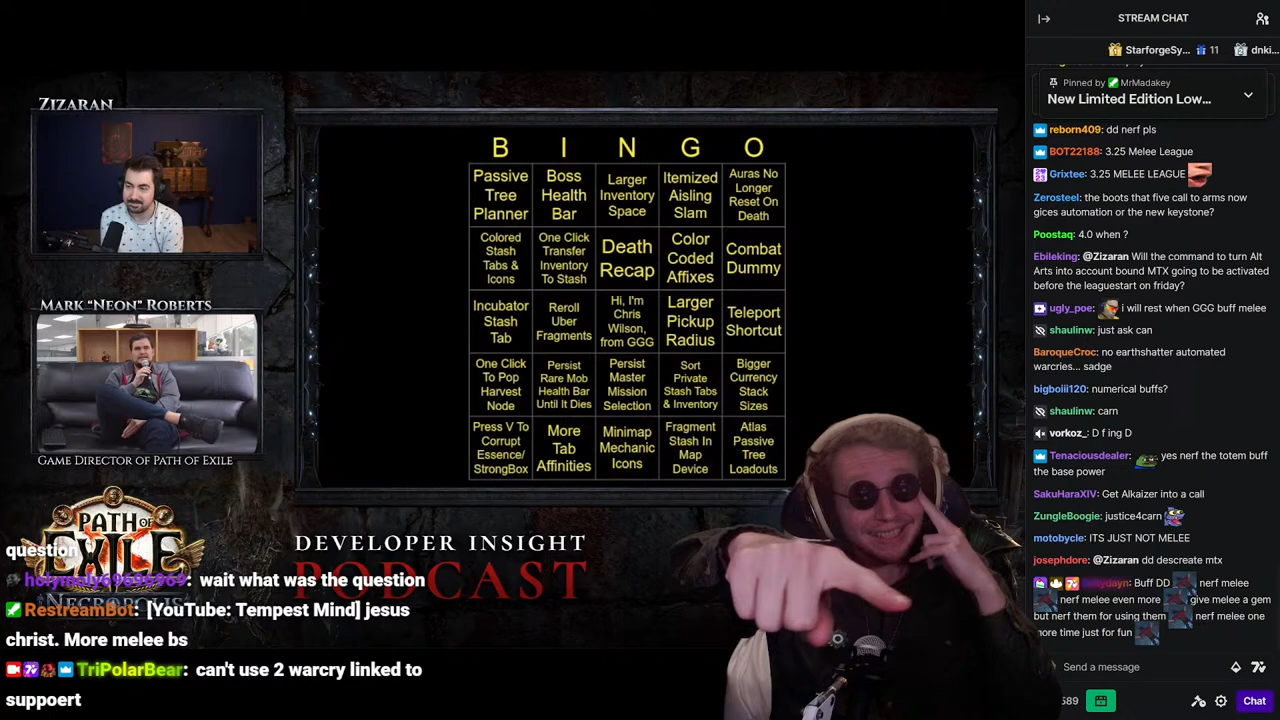 ZIZARAN
MARK "NEON" ROBERTS
GAME DIRECTOR OF PATH OF EXILE
B I N G O
Passive
Tree
Planner
Boss
Health
Bar
Larger
Inventory
Space
Itemized
Aisling
Slam
Auras No
Longer
Reset On
Death
Colored
Stash
Tabs &
Icons
One Click
Transfer
Inventory
To Stash
Death
Recap
Color
Coded
Affixes
Combat
Dummy
Incubator
Stash
Tab
Reroll
Uber
Fragments
Hi, I'm
Chris
Wilson,
from GGG
Larger
Pickup
Radius
Teleport
Shortcut
One Click
To Pop
Harvest
Node
Persist
Rare Mob
Health Bar
Until It Dies
Persist
Master
Mission
Selection
Sort
Private
Stash Tabs
& Inventory
Bigger
Currency
Stack
Sizes
Press V To
Corrupt
Essence/
StrongBox
More
Tab
Affinities
Minimap
Mechanic
Icons
Fragment
Stash In
Map
Device
Atlas
Passive
Tree
Loadouts
PATH OF
EXILE
NECROPOLIS
DEVELOPER INSIGHT
PODCAST
question
holymoly69696969: wait what was the question
RestreamBot: [YouTube: Tempest Mind] jesus
christ. More melee bs
TriPolarBear: can't use 2 warcry linked to
suppoert
STREAM CHAT
StarforgeSy... 11 dnki...
Pinned by MrMadakey
New Limited Edition Low...
reborn409: dd nerf pls
BOT22188: 3.25 Melee League
Grixtee: 3.25 MELEE LEAGUE
Zerosteel: the boots that five call to arms now
gices automation or the new keystone?
Poostaq: 4.0 when ?
Ebileking: @Zizaran Will the command to turn Alt
Arts into account bound MTX going to be activated
before the leaguestart on friday?
ugly_poe: i will rest when GGG buff melee
shaulinw: just ask can
BaroqueCroc: no earthshatter automated
warcries... sadge
bigboiii120: numerical buffs?
shaulinw: carn
vorkoz_: D f ing D
Tenaciousdealer: yes nerf the totem buff
the base power
SakuHaraXIV: Get Alkaizer into a call
ZungleBoogie: justice4carn
motobycle: ITS JUST NOT MELEE
josephdore: @Zizaran dd descreate mtx
Buff DD nerf melee
nerf melee even more give melee a gem
but nerf them for using them nerf melee one
more time just for fun
Send a message
589
Chat